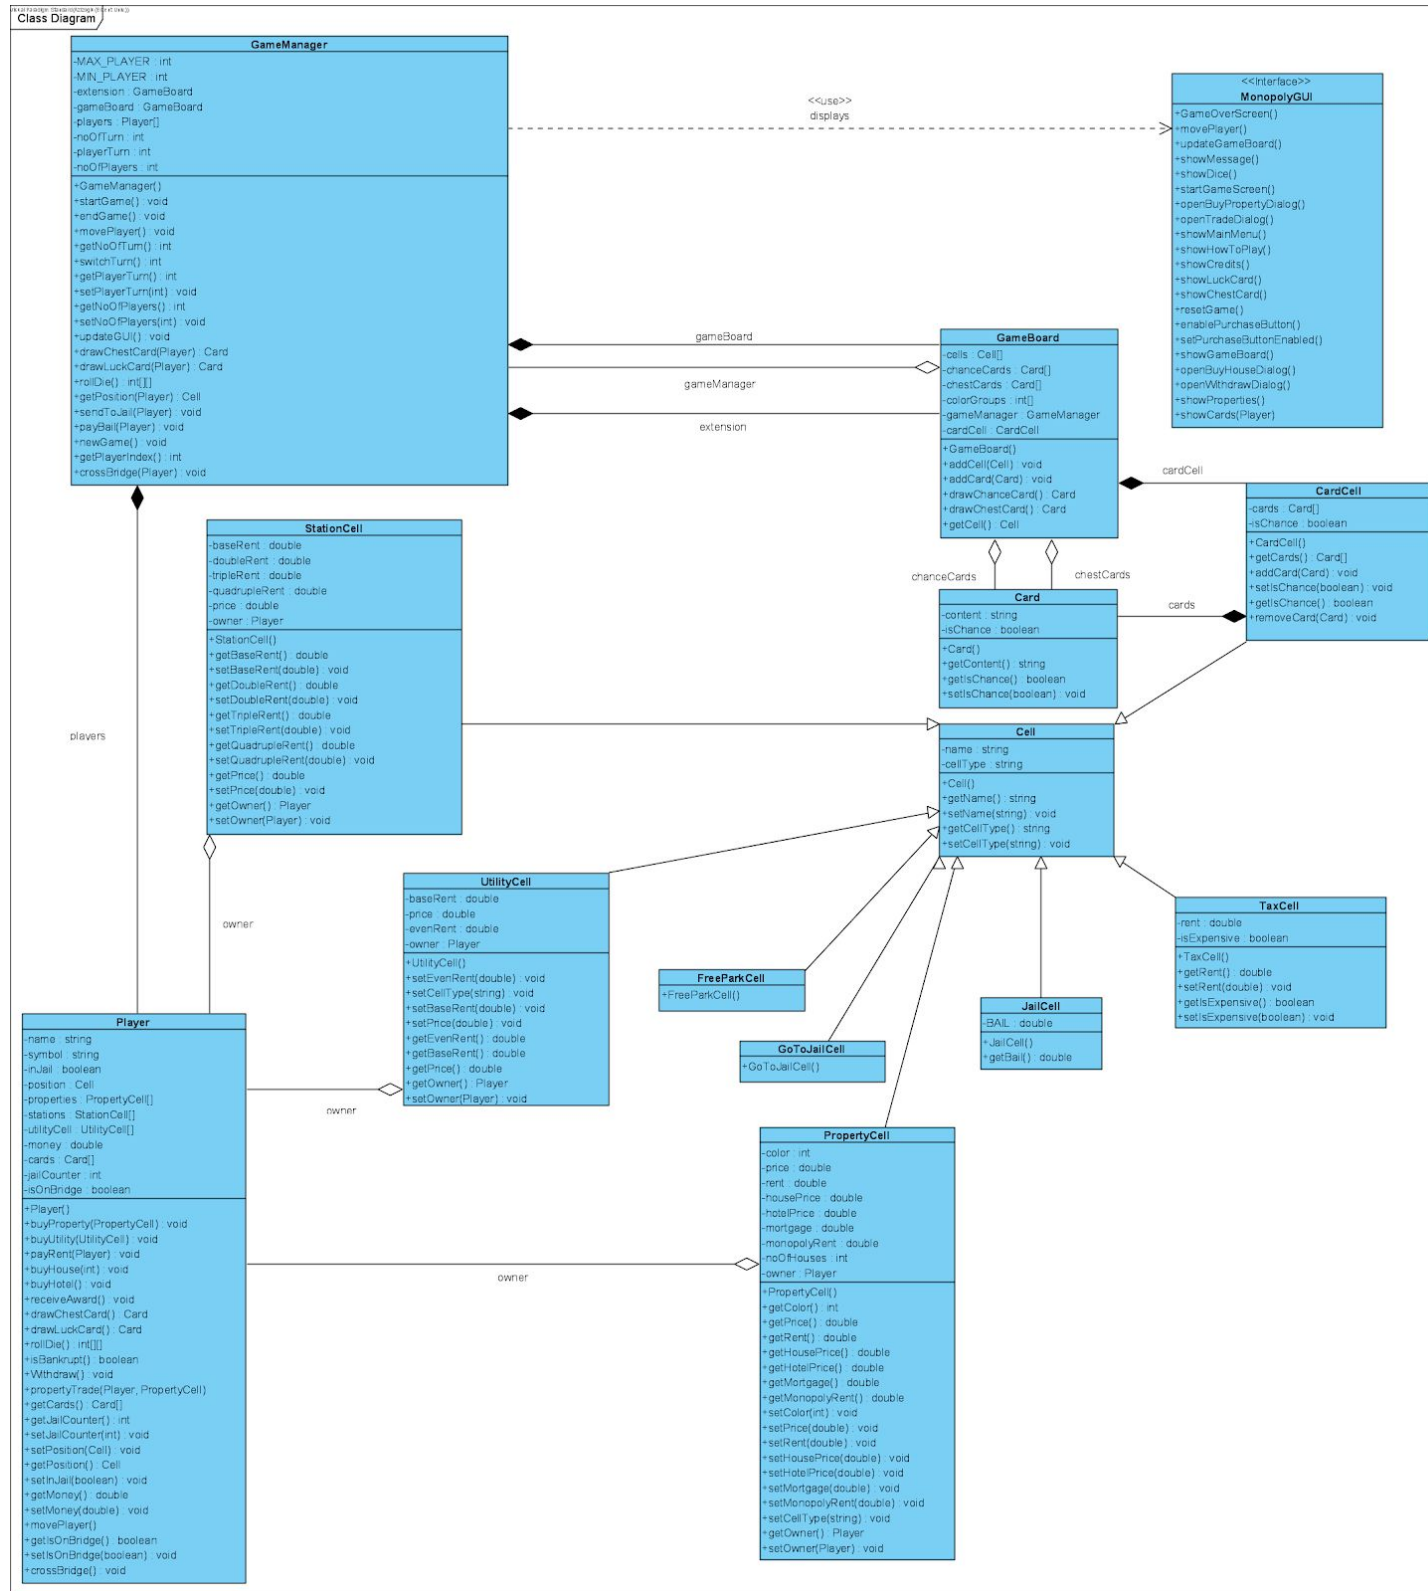 Class Diagram
GameManager
-MAX_PLAYER : int
-MIN_PLAYER : int
-extension : GameBoard
-gameBoard : GameBoard
-players : Player[]
-noOfTurn : int
-playerTurn : int
-noOfPlayers : int
+GameManager()
+startGame() : void
+endGame() : void
+movePlayer() : void
+getNoOfTurn() : int
+switchTurn() : int
+getPlayerTurn() : int
+setPlayerTurn(int) : void
+getNoOfPlayers() : int
+setNoOfPlayers(int) : void
+updateGUI() : void
+drawChestCard(Player) : Card
+drawLuckCard(Player) : Card
+rollDie() : int[][]
+getPosition(Player) : Cell
+sendToJail(Player) : void
+payBail(Player) : void
+newGame() : void
+getPlayerIndex() : int
+crossBridge(Player) : void
<<use>>
displays
<<Interface>>
MonopolyGUI
+GameOverScreen()
+movePlayer()
+updateGameBoard()
+showMessage()
+showDice()
+startGameScreen()
+openBuyPropertyDialog()
+openTradeDialog()
+showMainMenu()
+showHowToPlay()
+showCredits()
+showLuckCard()
+showChestCard()
+resetGame()
+enablePurchaseButton()
+setPurchaseButtonEnabled()
+showGameBoard()
+openBuyHouseDialog()
+openWithdrawDialog()
+showProperties()
+showCards(Player)
gameBoard
gameManager
extension
GameBoard
-cells : Cell[]
-chanceCards : Card[]
-chestCards : Card[]
-colorGroups : int[]
-gameManager : GameManager
-cardCell : CardCell
+GameBoard()
+addCell(Cell) : void
+addCard(Card) : void
+drawChanceCard() : Card
+drawChestCard() : Card
+getCell() : Cell
cardCell
CardCell
-cards : Card[]
-isChance : boolean
+CardCell()
+getCards() : Card[]
+addCard(Card) : void
+setIsChance(boolean) : void
+getIsChance() : boolean
+removeCard(Card) : void
chanceCards
chestCards
cards
Card
-content : string
-isChance : boolean
+Card()
+getContent() : string
+getIsChance() : boolean
+setIsChance(boolean) : void
StationCell
-baseRent : double
-doubleRent : double
-tripleRent : double
-quadrupleRent : double
-price : double
-owner : Player
+StationCell()
+getBaseRent() : double
+setBaseRent(double) : void
+getDoubleRent() : double
+setDoubleRent(double) : void
+getTripleRent() : double
+setTripleRent(double) : void
+getQuadrupleRent() : double
+setQuadrupleRent(double) : void
+getPrice() : double
+setPrice(double) : void
+getOwner() : Player
+setOwner(Player) : void
players
owner
Cell
-name : string
-cellType : string
+Cell()
+getName() : string
+setName(string) : void
+getCellType() : string
+setCellType(string) : void
UtilityCell
-baseRent : double
-price : double
-evenRent : double
-owner : Player
+UtilityCell()
+setEvenRent(double) : void
+setCellType(string) : void
+setBaseRent(double) : void
+setPrice(double) : void
+getEvenRent() : double
+getBaseRent() : double
+getPrice() : double
+getOwner() : Player
+setOwner(Player) : void
owner
FreeParkCell
+FreeParkCell()
GoToJailCell
+GoToJailCell()
JailCell
-BAIL : double
+JailCell()
+getBail() : double
TaxCell
-rent : double
-isExpensive : boolean
+TaxCell()
+getRent() : double
+setRent(double) : void
+getIsExpensive() : boolean
+setIsExpensive(boolean) : void
Player
-name : string
-symbol : string
-inJail : boolean
-position : Cell
-properties : PropertyCell[]
-stations : StationCell[]
-utilityCell : UtilityCell[]
-money : double
-cards : Card[]
-jailCounter : int
-isOnBridge : boolean
+Player()
+buyProperty(PropertyCell) : void
+buyUtility(UtilityCell) : void
+payRent(Player) : void
+buyHouse(int) : void
+buyHotel() : void
+receiveAward() : void
+drawChestCard() : Card
+drawLuckCard() : Card
+rollDie() : int[][]
+isBankrupt() : boolean
+Withdraw() : void
+propertyTrade(Player, PropertyCell)
+getCards() : Card[]
+getJailCounter() : int
+setJailCounter(int) : void
+setPosition(Cell) : void
+getPosition() : Cell
+setInJail(boolean) : void
+getMoney() : double
+setMoney(double) : void
+movePlayer()
+getIsOnBridge() : boolean
+setIsOnBridge(boolean) : void
+crossBridge() : void
owner
PropertyCell
-color : int
-price : double
-rent : double
-housePrice : double
-hotelPrice : double
-mortgage : double
-monopolyRent : double
-noOfHouses : int
-owner : Player
+PropertyCell()
+getColor() : int
+getPrice() : double
+getRent() : double
+getHousePrice() : double
+getHotelPrice() : double
+getMortgage() : double
+getMonopolyRent() : double
+setColor(int) : void
+setPrice(double) : void
+setRent(double) : void
+setHousePrice(double) : void
+setHotelPrice(double) : void
+setMortgage(double) : void
+setMonopolyRent(double) : void
+setCellType(string) : void
+getOwner() : Player
+setOwner(Player) : void